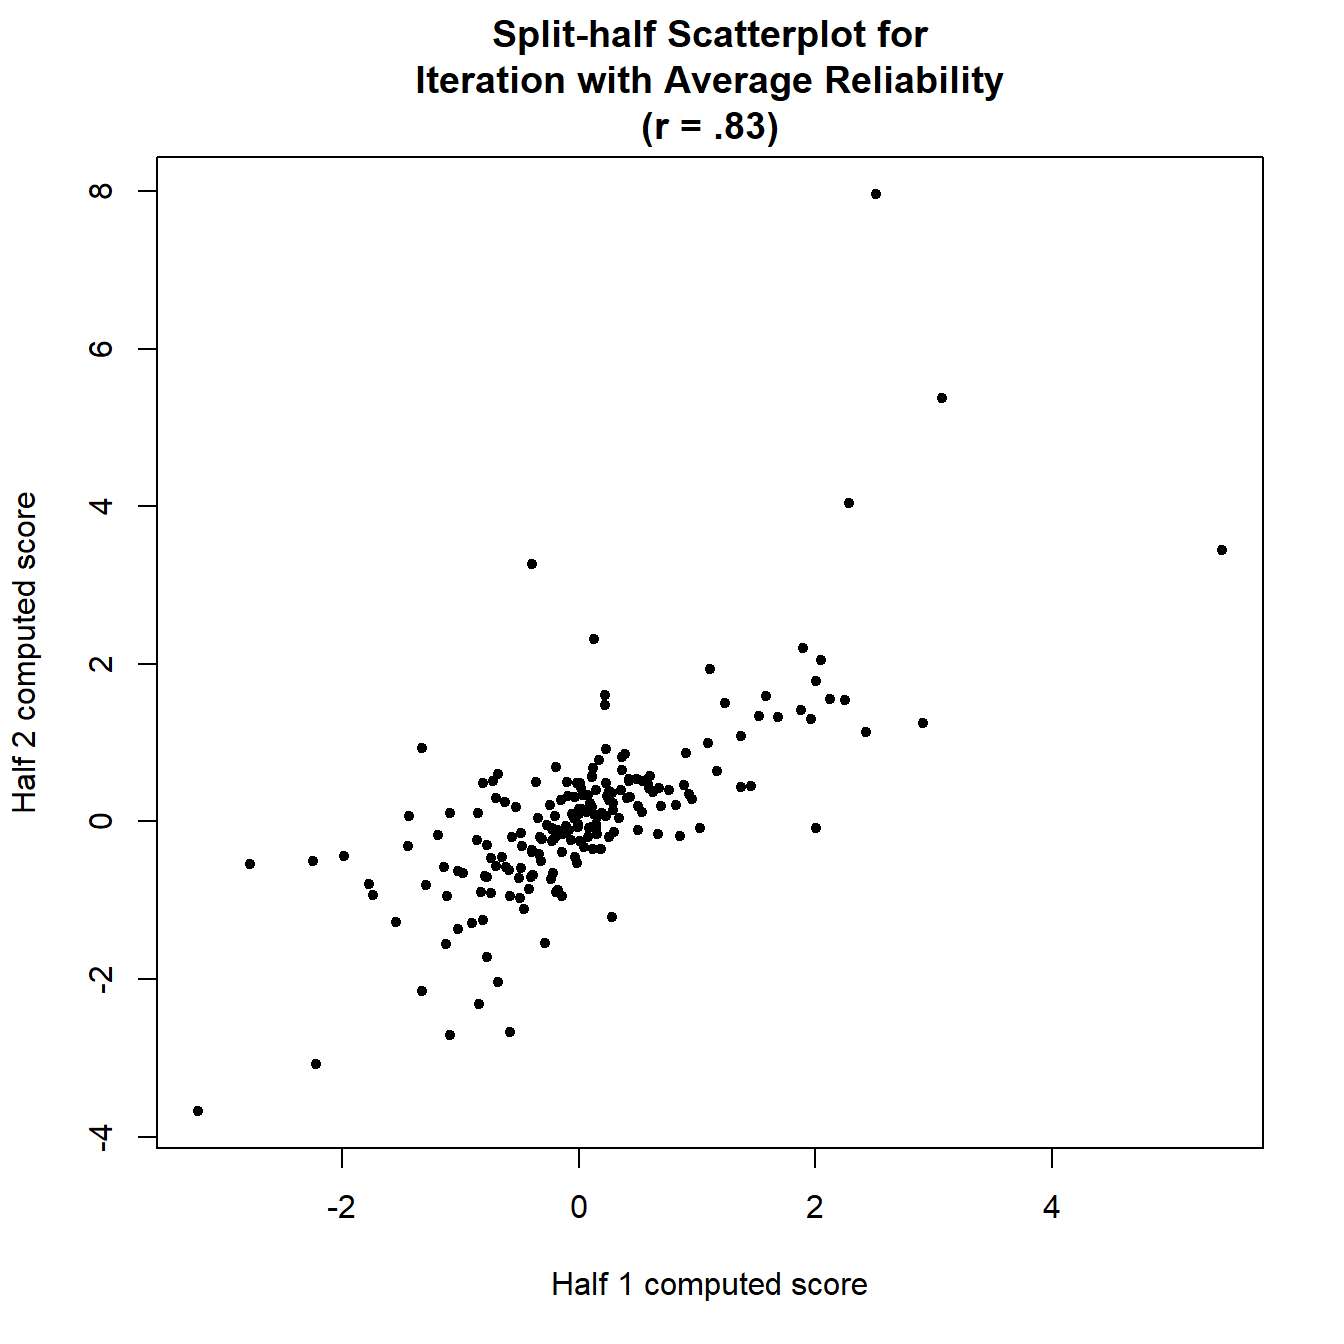 Split-half Scatterplot for
Iteration with Average Reliability
(r = .83)
8
6
4
2
0
-2
-4
Half 2 computed score
-2 0 2 4
Half 1 computed score